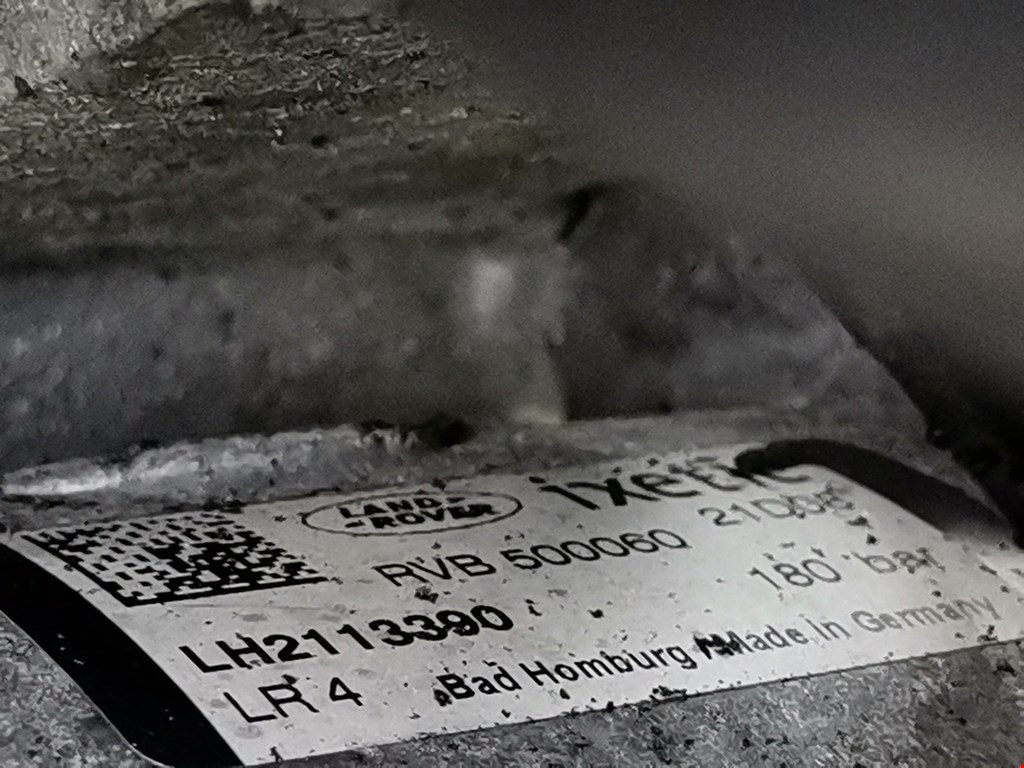 LAND-
-ROVER
ixetic
RVB 500060
180 bar
LH2113390
LR 4
Bad Homburg / Made in Germany